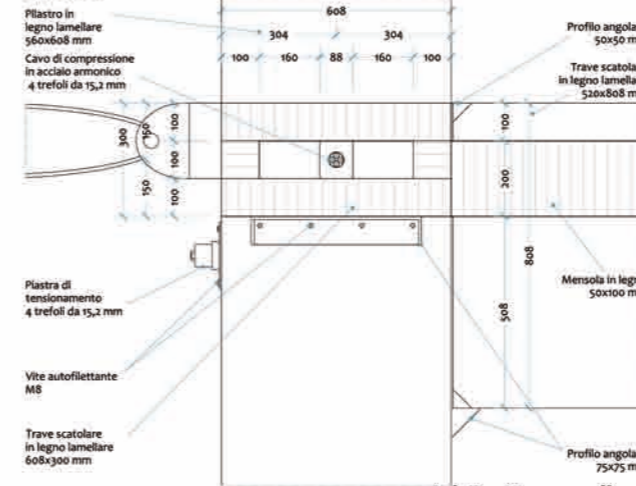 Pilastro in
legno lamellare
560x608 mm
Cavo di compressione
in acciaio armonico
4 trefoli da 15,2 mm
608
304 304
100 160 88 160 100
Profilo angola
50x50 m
Trave scatola
in legno lamella
520x808 m
300
150
100
100
150
100
100
200
808
508
Piastra di
tensionamento
4 trefoli da 15,2 mm
Mensola in legn
50x100 m
Vite autofilettante
M8
Trave scatolare
in legno lamellare
608x300 mm
Profilo angola
75x75 m